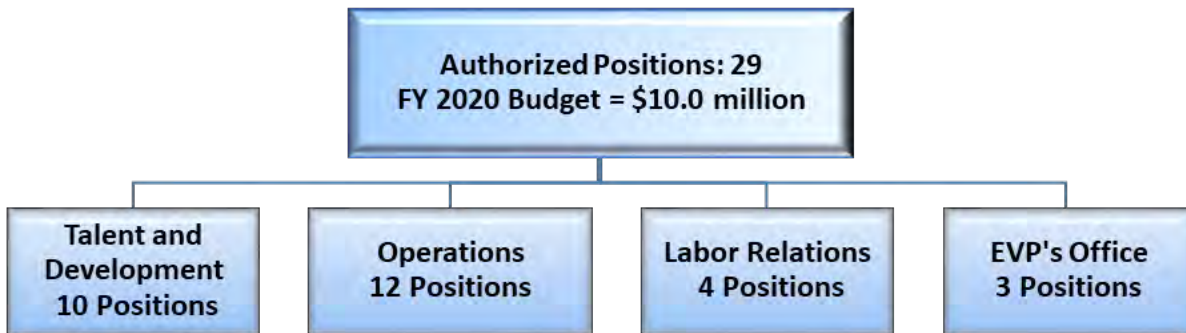 Authorized Positions: 29
FY 2020 Budget = $10.0 million
Talent and
Development
10 Positions
Operations
12 Positions
Labor Relations
4 Positions
EVP's Office
3 Positions